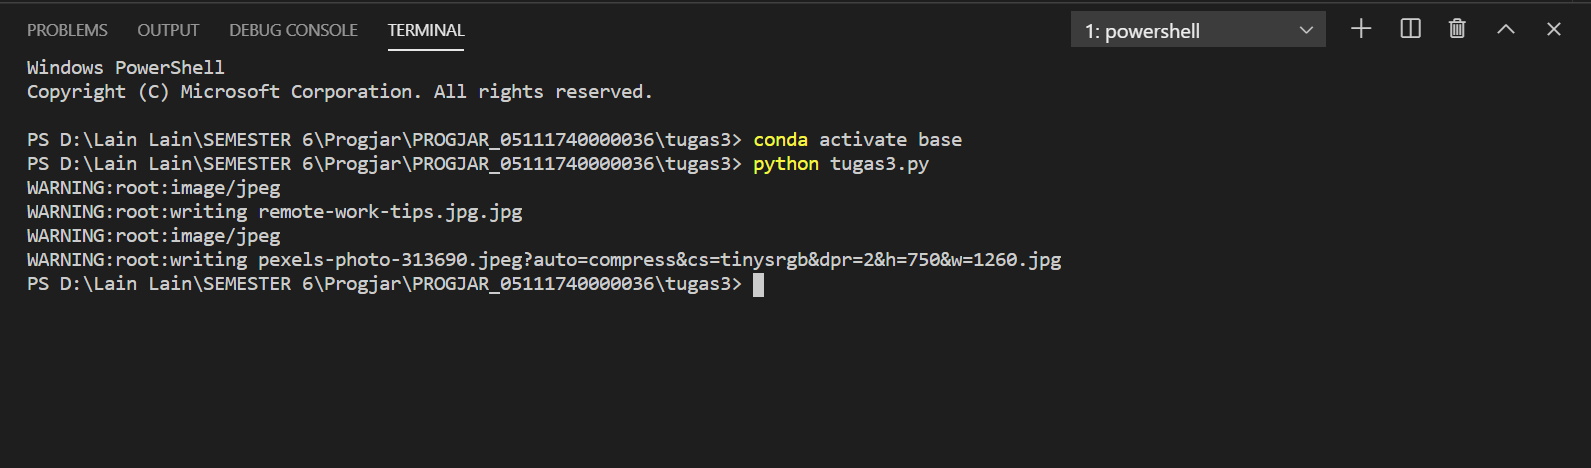 PROBLEMS OUTPUT DEBUG CONSOLE TERMINAL 1: powershell
Windows PowerShell
Copyright (C) Microsoft Corporation. All rights reserved.
PS D:\Lain Lain\SEMESTER 6\Progjar\PROGJAR_05111740000036\tugas3> conda activate base
PS D:\Lain Lain\SEMESTER 6\Progjar\PROGJAR_05111740000036\tugas3> python tugas3.py
WARNING:root:image/jpeg
WARNING:root:writing remote-work-tips.jpg.jpg
WARNING:root:image/jpeg
WARNING:root:writing pexels-photo-313690.jpeg?auto=compress&cs=tinysrgb&dpr=2&h=750&w=1260.jpg
PS D:\Lain Lain\SEMESTER 6\Progjar\PROGJAR_05111740000036\tugas3>